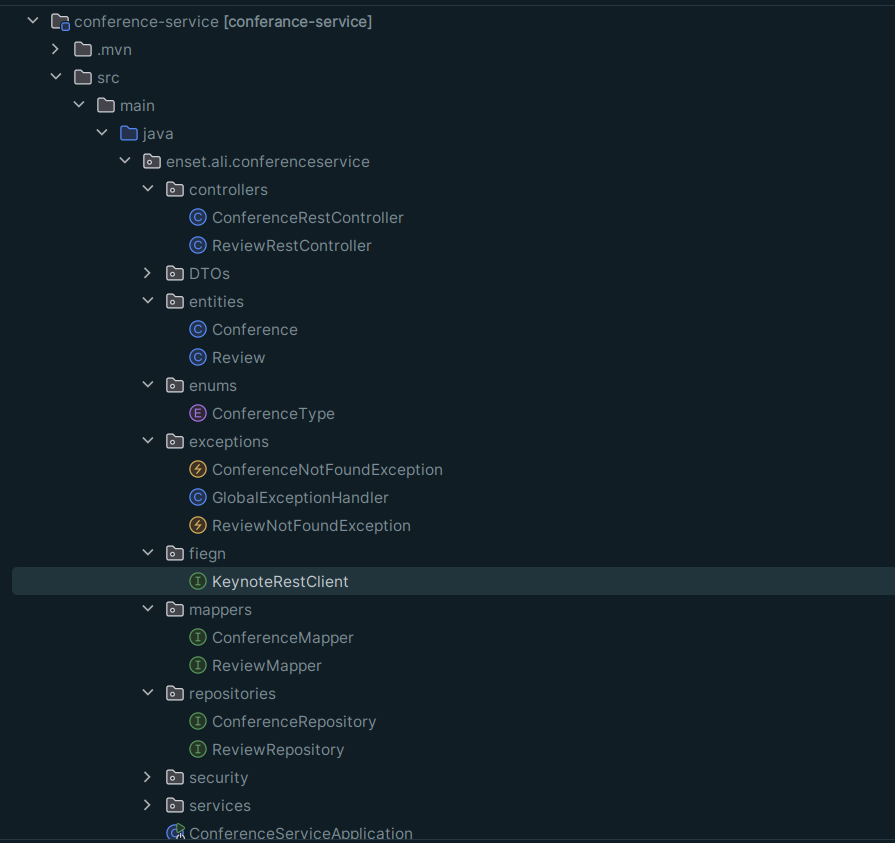 conference-service [conferance-service]
.mvn
src
main
java
enset.ali.conferenceservice
controllers
C ConferenceRestController
C ReviewRestController
DTOs
entities
C Conference
C Review
enums
E ConferenceType
exceptions
ConferenceNotFoundException
C GlobalExceptionHandler
ReviewNotFoundException
fiegn
I KeynoteRestClient
mappers
I ConferenceMapper
I ReviewMapper
repositories
I ConferenceRepository
I ReviewRepository
security
services
C ConferenceServiceApplication